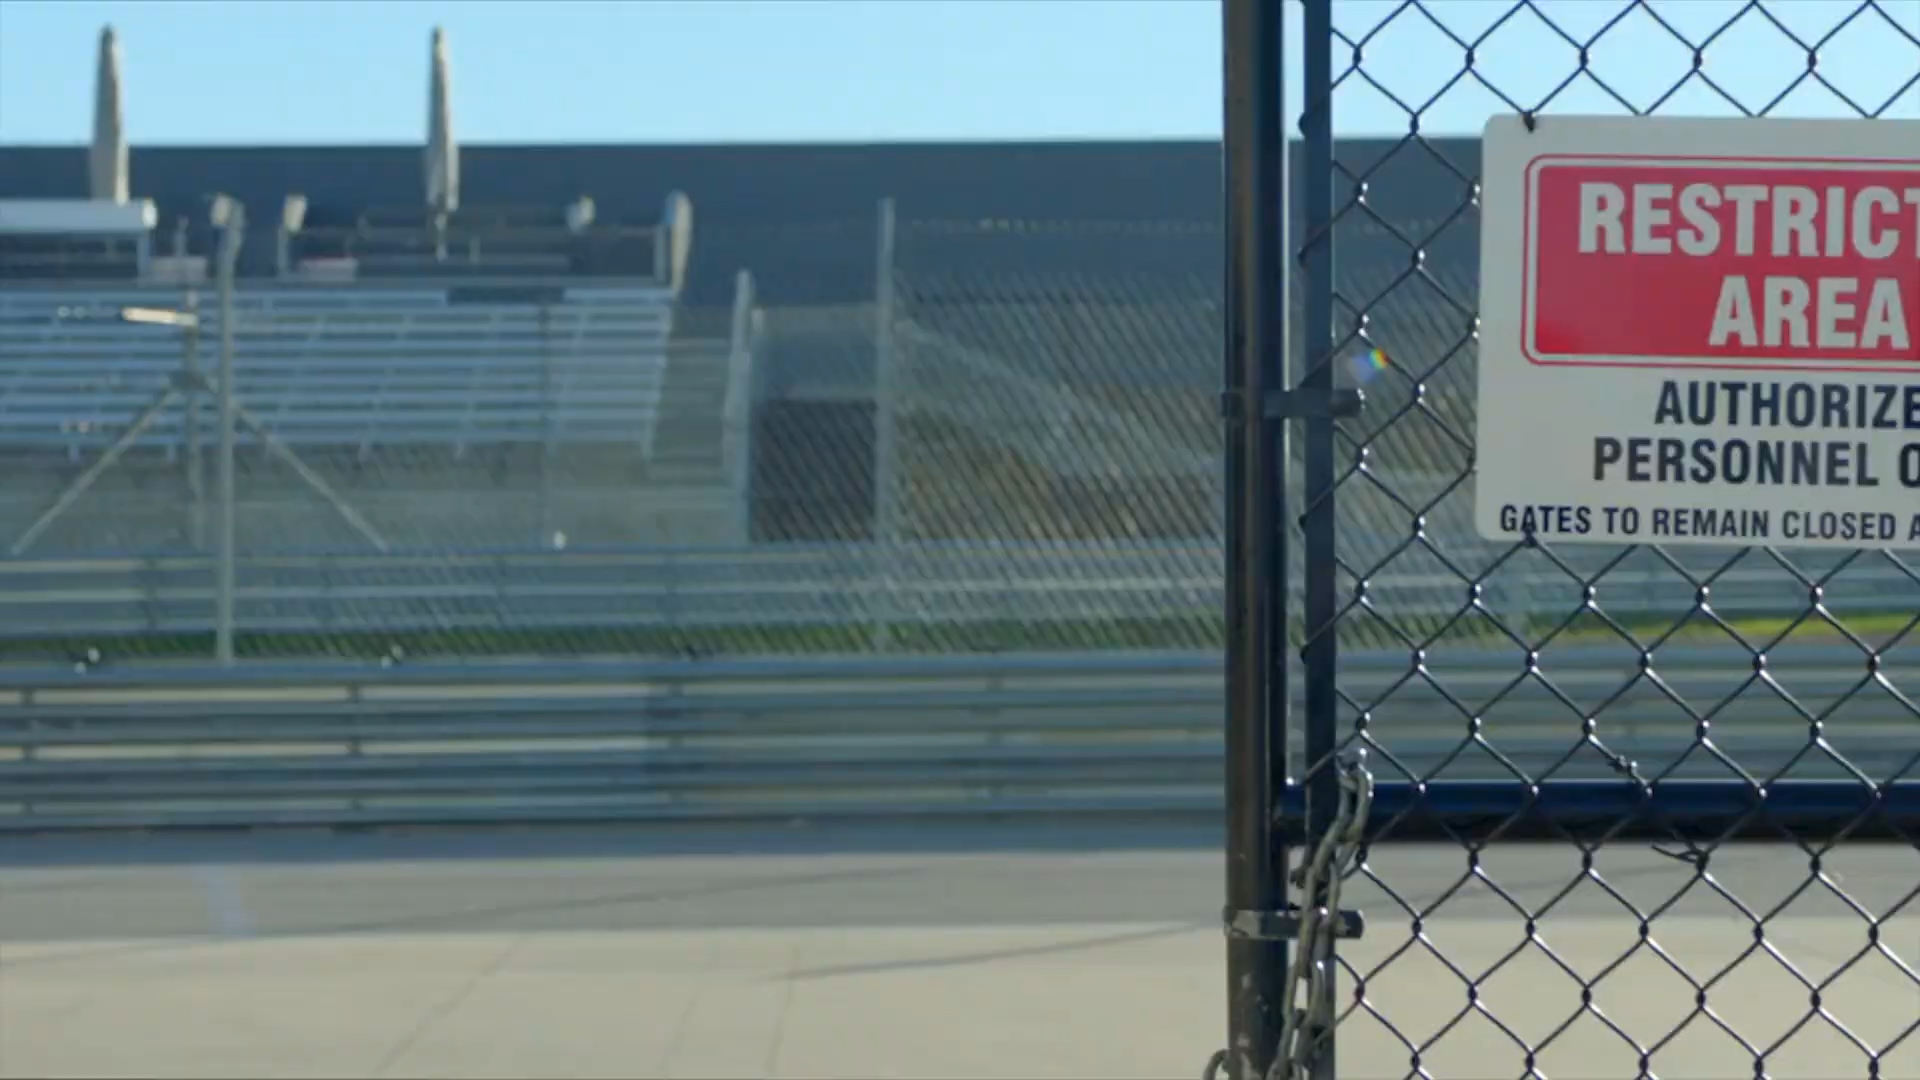 RESTRICT
AREA
AUTHORIZE
PERSONNEL O
GATES TO REMAIN CLOSED A